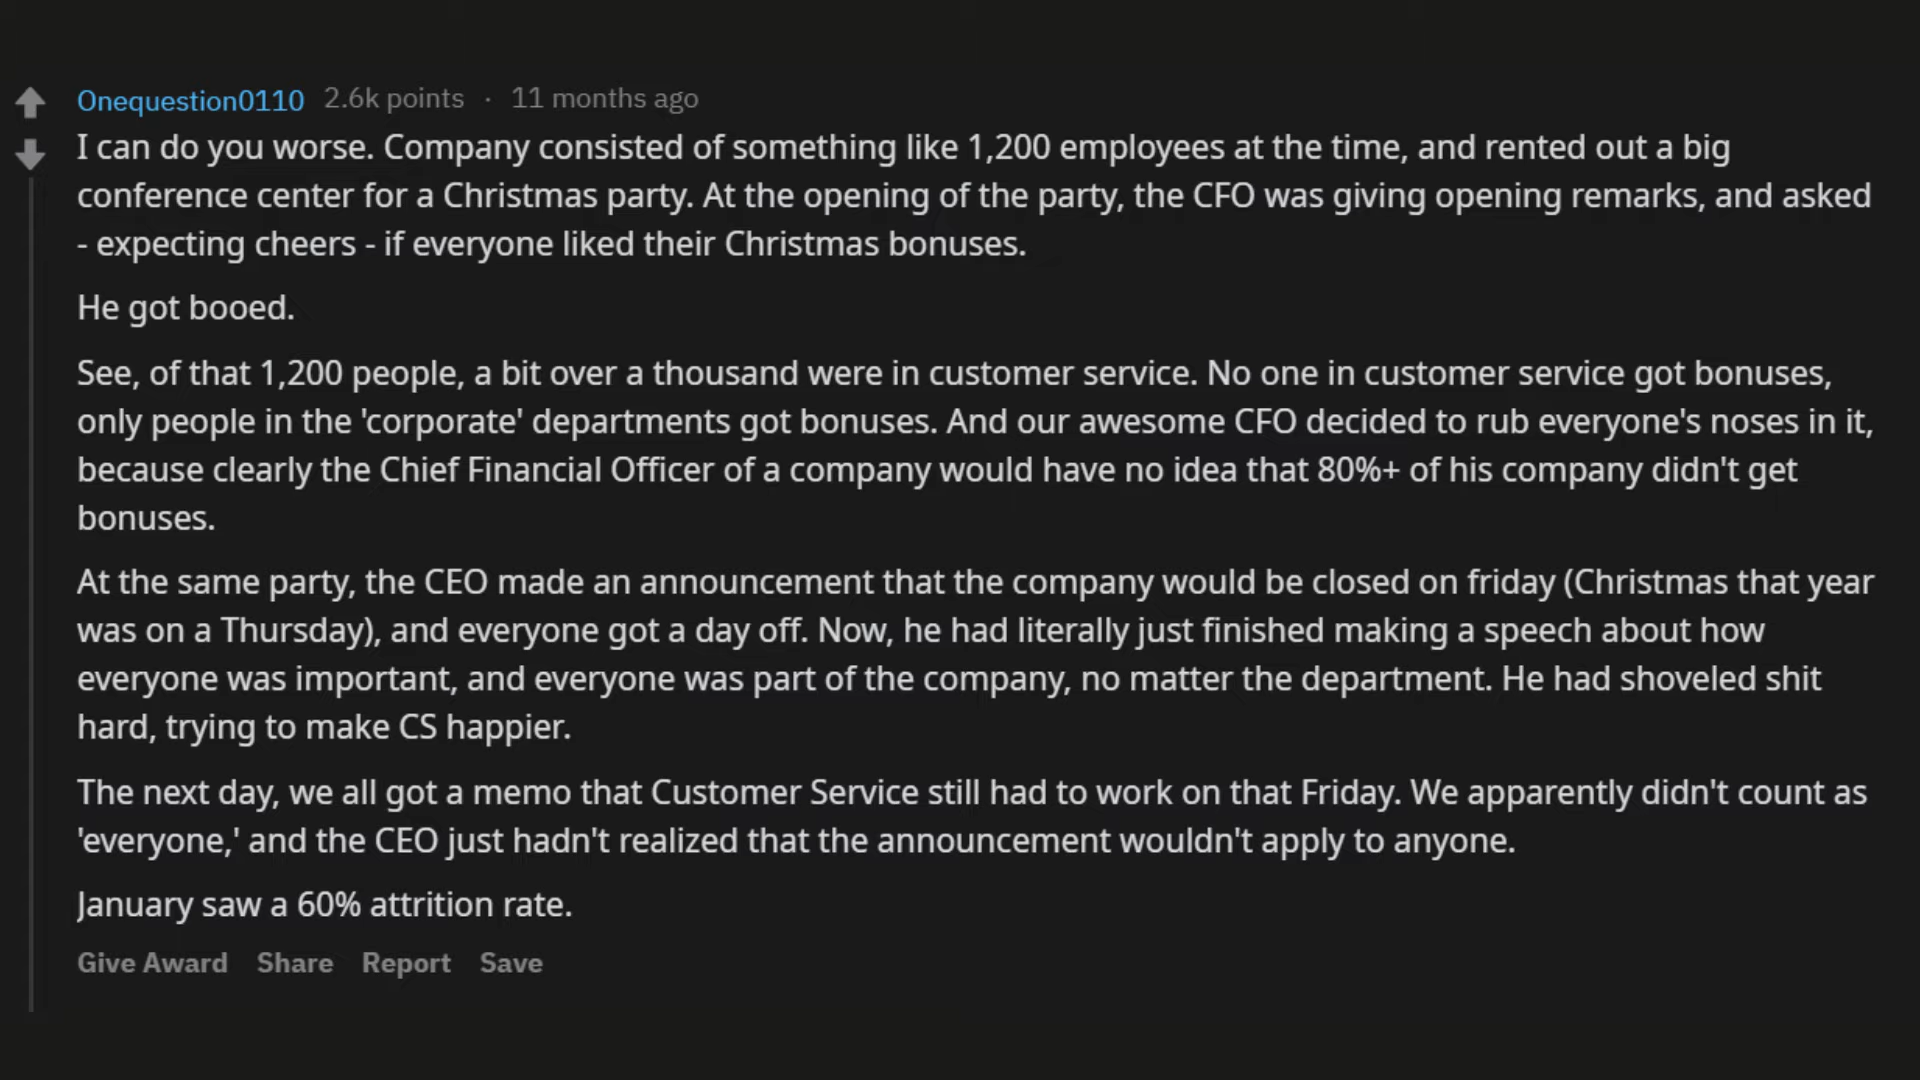 Onequestion0110 2.6k points · 11 months ago
I can do you worse. Company consisted of something like 1,200 employees at the time, and rented out a big
conference center for a Christmas party. At the opening of the party, the CFO was giving opening remarks, and asked
- expecting cheers - if everyone liked their Christmas bonuses.
He got booed.
See, of that 1,200 people, a bit over a thousand were in customer service. No one in customer service got bonuses,
only people in the 'corporate' departments got bonuses. And our awesome CFO decided to rub everyone's noses in it,
because clearly the Chief Financial Officer of a company would have no idea that 80%+ of his company didn't get
bonuses.
At the same party, the CEO made an announcement that the company would be closed on friday (Christmas that year
was on a Thursday), and everyone got a day off. Now, he had literally just finished making a speech about how
everyone was important, and everyone was part of the company, no matter the department. He had shoveled shit
hard, trying to make CS happier.
The next day, we all got a memo that Customer Service still had to work on that Friday. We apparently didn't count as
'everyone,' and the CEO just hadn't realized that the announcement wouldn't apply to anyone.
January saw a 60% attrition rate.
Give Award Share Report Save